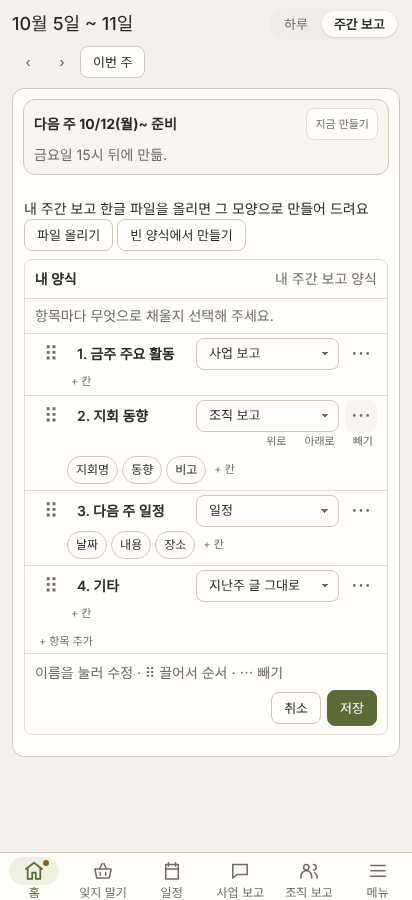 10월 5일 ~ 11일
하루
주간 보고
‹ › 이번 주
다음 주 10/12(월)~ 준비
지금 만들기
금요일 15시 뒤에 만듦.
내 주간 보고 한글 파일을 올리면 그 모양으로 만들어 드려요
파일 올리기
빈 양식에서 만들기
내 양식
내 주간 보고 양식
항목마다 무엇으로 채울지 선택해 주세요.
⠿ 1. 금주 주요 활동 사업 보고 ···
+ 칸
⠿ 2. 지회 동향 조직 보고 ···
위로 아래로 빼기
지회명 동향 비고 + 칸
⠿ 3. 다음 주 일정 일정 ···
날짜 내용 장소 + 칸
⠿ 4. 기타 지난주 글 그대로 ···
+ 칸
+ 항목 추가
이름을 눌러 수정 · ⠿ 끌어서 순서 · ··· 빼기
취소 저장
홈 잊지 말기 일정 사업 보고 조직 보고 메뉴